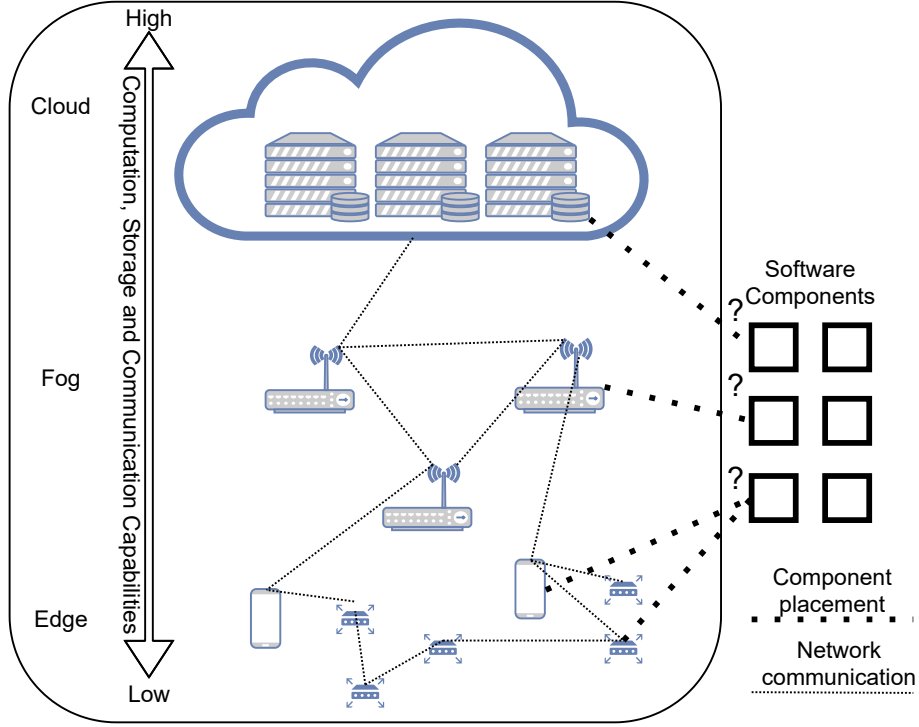 High
Cloud
Computation, Storage and Communication Capabilities
Software
Components
?
Fog
?
?
Edge
Component
placement
Network
communication
Low